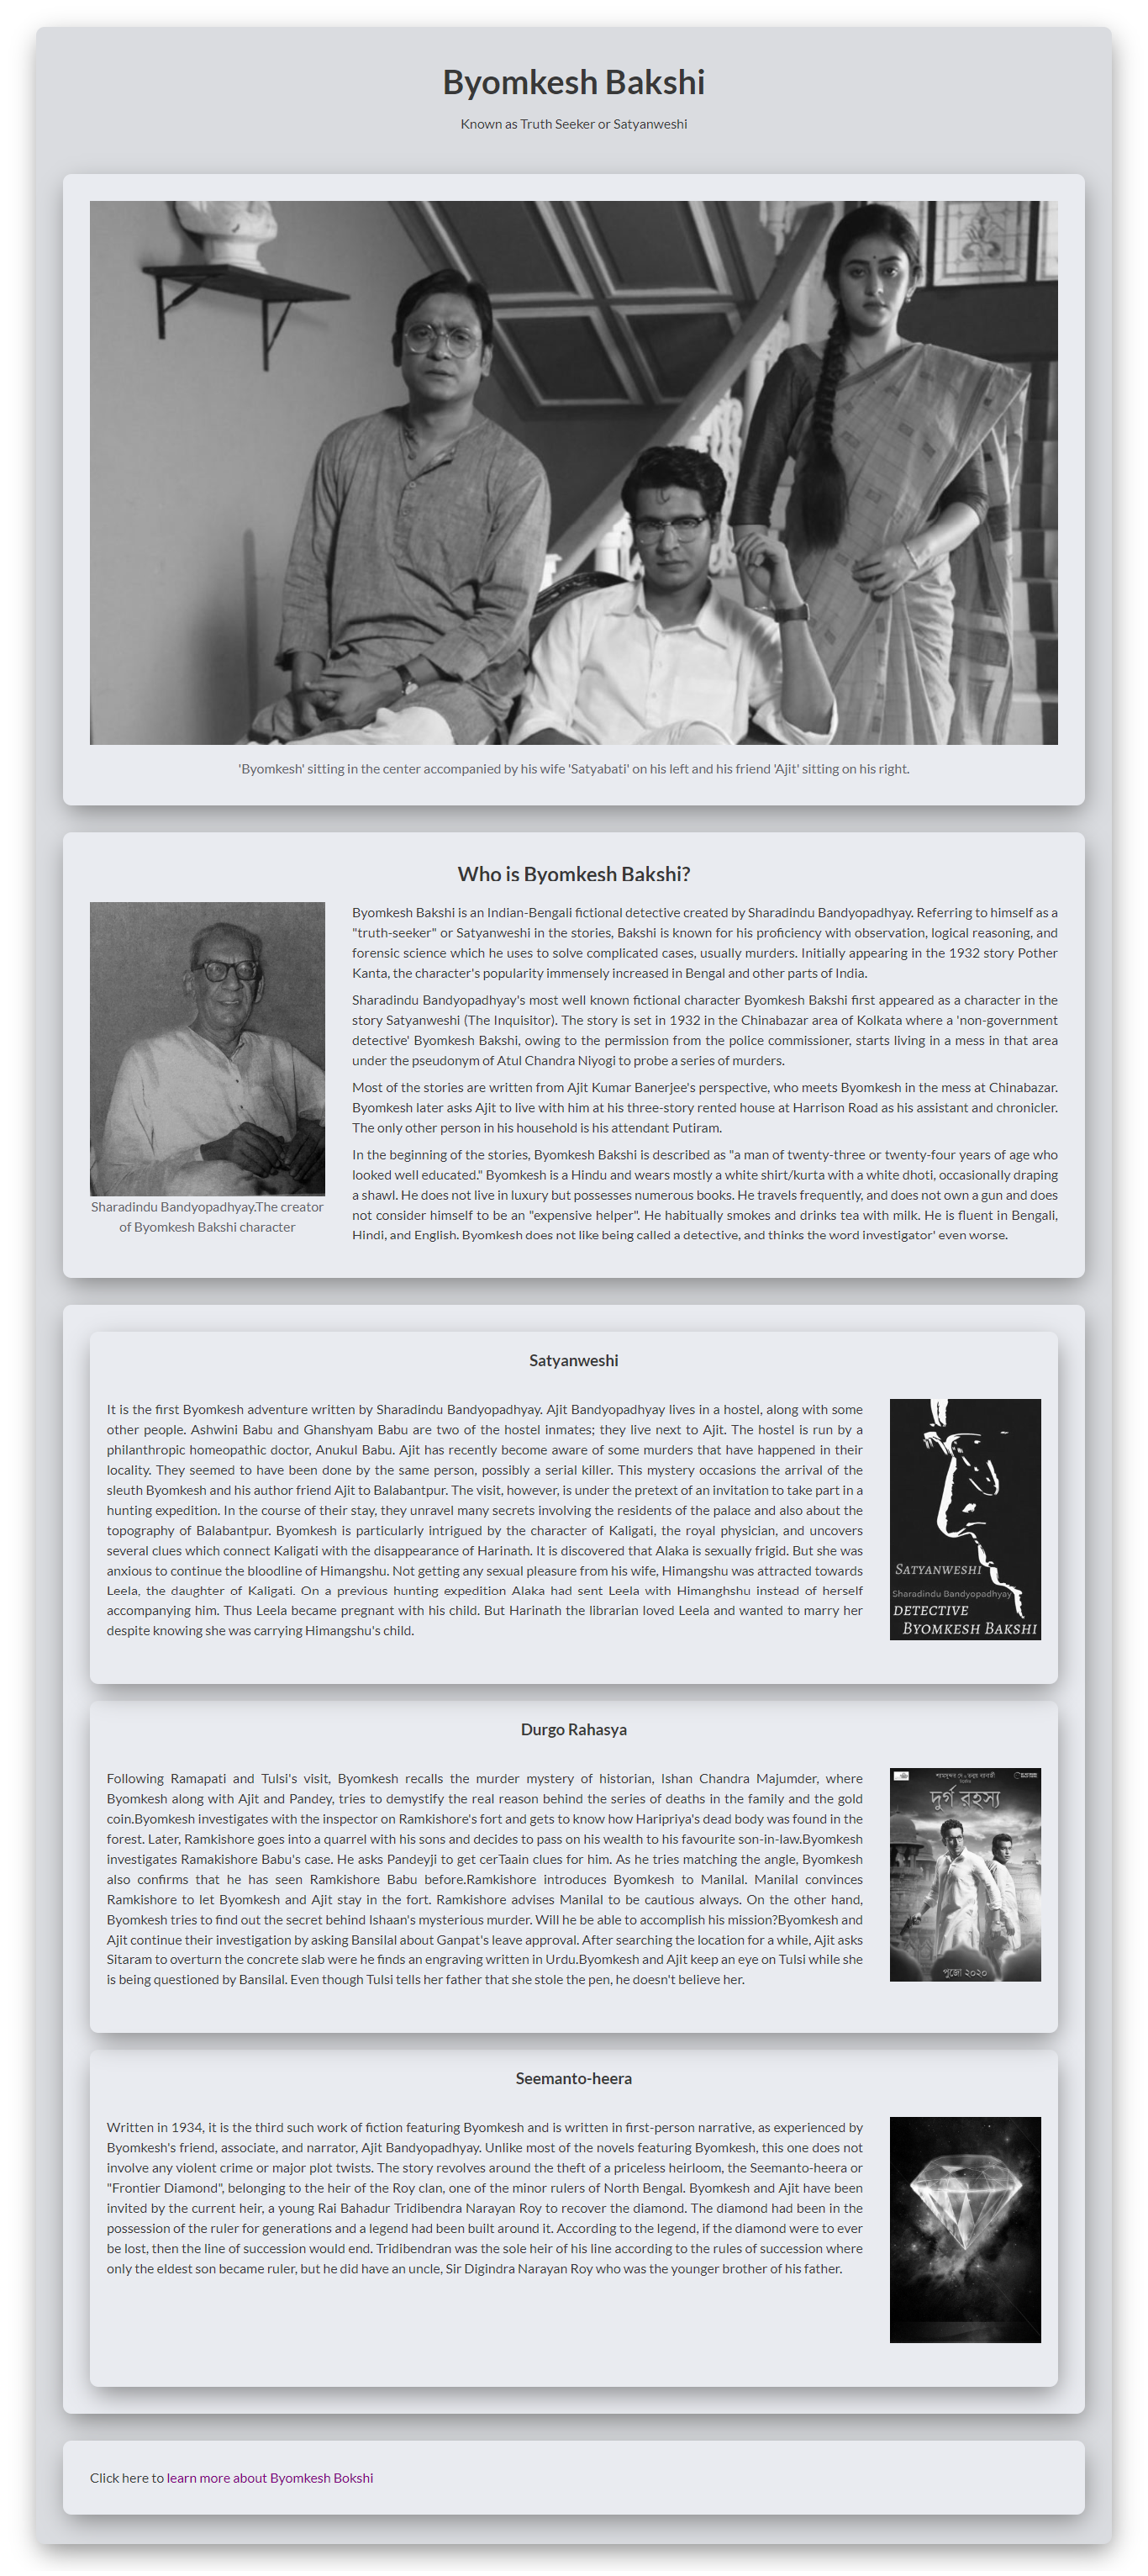 Byomkesh Bakshi
Known as Truth Seeker or Satyanweshi
'Byomkesh' sitting in the center accompanied by his wife 'Satyabati' on his left and his friend 'Ajit' sitting on his right.
Who is Byomkesh Bakshi?
Sharadindu Bandyopadhyay.The creator
of Byomkesh Bakshi character
Byomkesh Bakshi is an Indian-Bengali fictional detective created by Sharadindu Bandyopadhyay. Referring to himself as a
"truth-seeker" or Satyanweshi in the stories, Bakshi is known for his proficiency with observation, logical reasoning, and
forensic science which he uses to solve complicated cases, usually murders. Initially appearing in the 1932 story Pother
Kanta, the character's popularity immensely increased in Bengal and other parts of India.
Sharadindu Bandyopadhyay's most well known fictional character Byomkesh Bakshi first appeared as a character in the
story Satyanweshi (The Inquisitor). The story is set in 1932 in the Chinabazar area of Kolkata where a 'non-government
detective' Byomkesh Bakshi, owing to the permission from the police commissioner, starts living in a mess in that area
under the pseudonym of Atul Chandra Niyogi to probe a series of murders.
Most of the stories are written from Ajit Kumar Banerjee's perspective, who meets Byomkesh in the mess at Chinabazar.
Byomkesh later asks Ajit to live with him at his three-story rented house at Harrison Road as his assistant and chronicler.
The only other person in his household is his attendant Putiram.
In the beginning of the stories, Byomkesh Bakshi is described as "a man of twenty-three or twenty-four years of age who
looked well educated." Byomkesh is a Hindu and wears mostly a white shirt/kurta with a white dhoti, occasionally draping
a shawl. He does not live in luxury but possesses numerous books. He travels frequently, and does not own a gun and does
not consider himself to be an "expensive helper". He habitually smokes and drinks tea with milk. He is fluent in Bengali,
Hindi, and English. Byomkesh does not like being called a detective, and thinks the word investigator' even worse.
Satyanweshi
It is the first Byomkesh adventure written by Sharadindu Bandyopadhyay. Ajit Bandyopadhyay lives in a hostel, along with some
other people. Ashwini Babu and Ghanshyam Babu are two of the hostel inmates; they live next to Ajit. The hostel is run by a
philanthropic homeopathic doctor, Anukul Babu. Ajit has recently become aware of some murders that have happened in their
locality. They seemed to have been done by the same person, possibly a serial killer. This mystery occasions the arrival of the
sleuth Byomkesh and his author friend Ajit to Balabantpur. The visit, however, is under the pretext of an invitation to take part in a
hunting expedition. In the course of their stay, they unravel many secrets involving the residents of the palace and also about the
topography of Balabantpur. Byomkesh is particularly intrigued by the character of Kaligati, the royal physician, and uncovers
several clues which connect Kaligati with the disappearance of Harinath. It is discovered that Alaka is sexually frigid. But she was
anxious to continue the bloodline of Himangshu. Not getting any sexual pleasure from his wife, Himangshu was attracted towards
Leela, the daughter of Kaligati. On a previous hunting expedition Alaka had sent Leela with Himanghshu instead of herself
accompanying him. Thus Leela became pregnant with his child. But Harinath the librarian loved Leela and wanted to marry her
despite knowing she was carrying Himangshu's child.
SATYANWESHI
Sharadindu Bandyopadhyay
DETECTIVE
BYOMKESH BAKSHI
Durgo Rahasya
Following Ramapati and Tulsi's visit, Byomkesh recalls the murder mystery of historian, Ishan Chandra Majumder, where
Byomkesh along with Ajit and Pandey, tries to demystify the real reason behind the series of deaths in the family and the gold
coin.Byomkesh investigates with the inspector on Ramkishore's fort and gets to know how Haripriya's dead body was found in the
forest. Later, Ramkishore goes into a quarrel with his sons and decides to pass on his wealth to his favourite son-in-law.Byomkesh
investigates Ramakishore Babu's case. He asks Pandeyji to get cerTaain clues for him. As he tries matching the angle, Byomkesh
also confirms that he has seen Ramkishore Babu before.Ramkishore introduces Byomkesh to Manilal. Manilal convinces
Ramkishore to let Byomkesh and Ajit stay in the fort. Ramkishore advises Manilal to be cautious always. On the other hand,
Byomkesh tries to find out the secret behind Ishaan's mysterious murder. Will he be able to accomplish his mission?Byomkesh and
Ajit continue their investigation by asking Bansilal about Ganpat's leave approval. After searching the location for a while, Ajit asks
Sitaram to overturn the concrete slab were he finds an engraving written in Urdu.Byomkesh and Ajit keep an eye on Tulsi while she
is being questioned by Bansilal. Even though Tulsi tells her father that she stole the pen, he doesn't believe her.
দুর্গ রহস্য
পুজো ২০২০
Seemanto-heera
Written in 1934, it is the third such work of fiction featuring Byomkesh and is written in first-person narrative, as experienced by
Byomkesh's friend, associate, and narrator, Ajit Bandyopadhyay. Unlike most of the novels featuring Byomkesh, this one does not
involve any violent crime or major plot twists. The story revolves around the theft of a priceless heirloom, the Seemanto-heera or
"Frontier Diamond", belonging to the heir of the Roy clan, one of the minor rulers of North Bengal. Byomkesh and Ajit have been
invited by the current heir, a young Rai Bahadur Tridibendra Narayan Roy to recover the diamond. The diamond had been in the
possession of the ruler for generations and a legend had been built around it. According to the legend, if the diamond were to ever
be lost, then the line of succession would end. Tridibendran was the sole heir of his line according to the rules of succession where
only the eldest son became ruler, but he did have an uncle, Sir Digindra Narayan Roy who was the younger brother of his father.
Click here to learn more about Byomkesh Bokshi